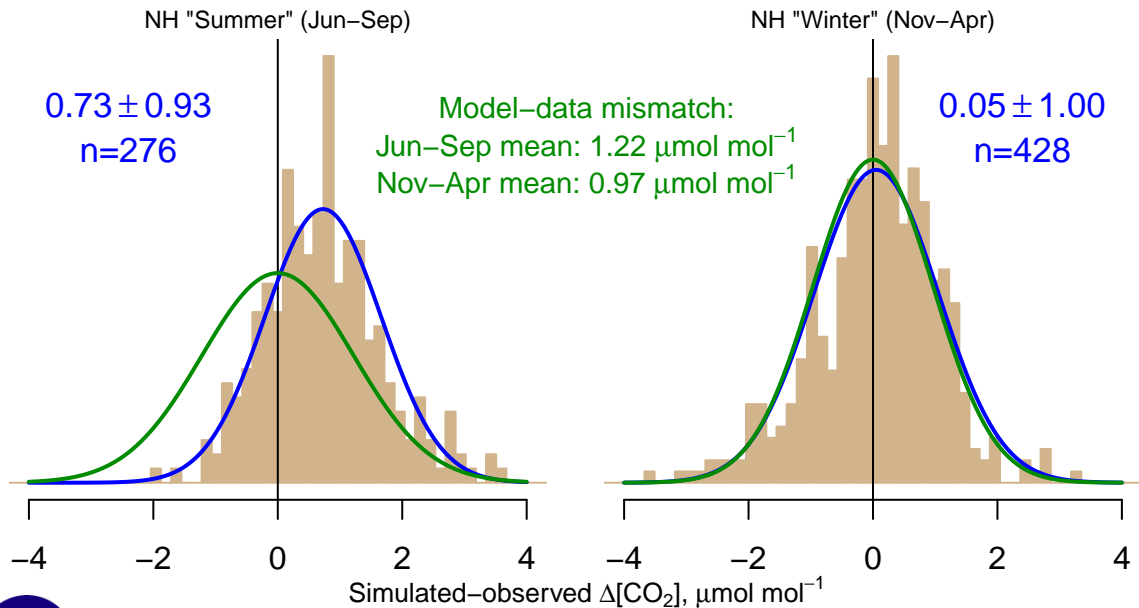 NH "Summer" (Jun−Sep)
NH "Winter" (Nov−Apr)
0.73 ± 0.93
n=276
Model−data mismatch:
Jun−Sep mean: 1.22 μmol mol⁻¹
Nov−Apr mean: 0.97 μmol mol⁻¹
0.05 ± 1.00
n=428
−4 −2 0 2 4
−4 −2 0 2 4
Simulated−observed Δ[CO₂], μmol mol⁻¹